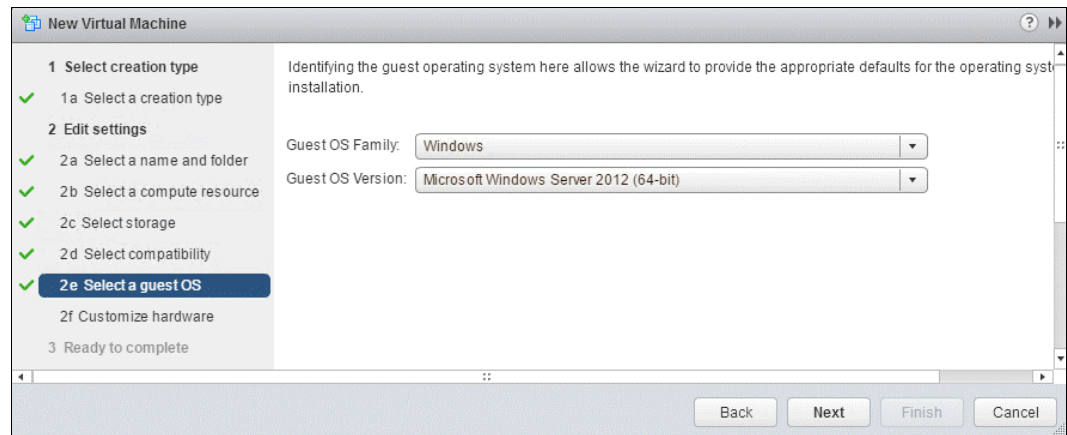 New Virtual Machine
?
1 Select creation type
1a Select a creation type
2 Edit settings
2a Select a name and folder
2b Select a compute resource
2c Select storage
2d Select compatibility
2e Select a guest OS
2f Customize hardware
3 Ready to complete
Identifying the guest operating system here allows the wizard to provide the appropriate defaults for the operating syst
installation.
Guest OS Family: Windows
Guest OS Version: Microsoft Windows Server 2012 (64-bit)
Back Next Finish Cancel